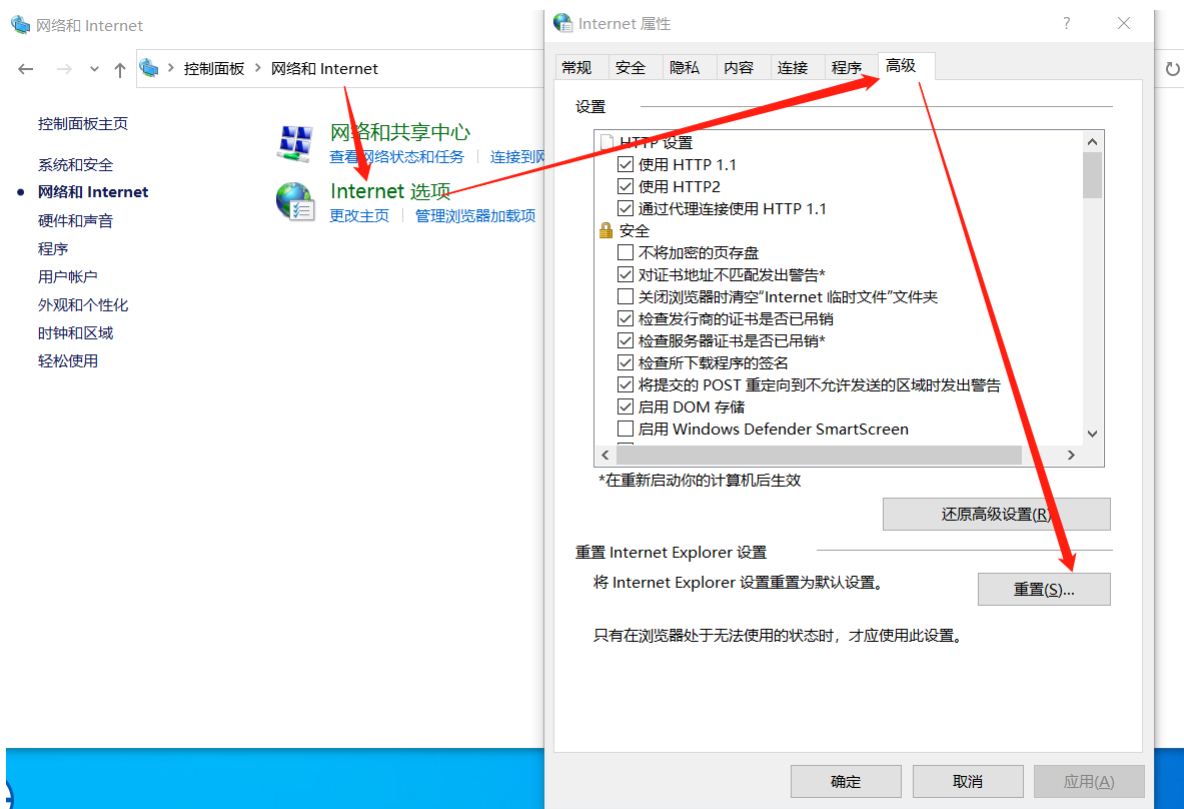 网络和 Internet
控制面板 网络和 Internet
控制面板主页
系统和安全
网络和 Internet
硬件和声音
程序
用户帐户
外观和个性化
时钟和区域
轻松使用
网络和共享中心
查看网络状态和任务 连接到网
Internet 选项
更改主页 管理浏览器加载项
Internet 属性
常规 安全 隐私 内容 连接 程序 高级
设置
HTTP 设置
使用 HTTP 1.1
使用 HTTP2
通过代理连接使用 HTTP 1.1
安全
不将加密的页存盘
对证书地址不匹配发出警告*
关闭浏览器时清空“Internet 临时文件”文件夹
检查发行商的证书是否已吊销
检查服务器证书是否已吊销*
检查所下载程序的签名
将提交的 POST 重定向到不允许发送的区域时发出警告
启用 DOM 存储
启用 Windows Defender SmartScreen
*在重新启动你的计算机后生效
还原高级设置(R)
重置 Internet Explorer 设置
将 Internet Explorer 设置重置为默认设置。
重置(S)...
只有在浏览器处于无法使用的状态时，才应使用此设置。
确定 取消 应用(A)